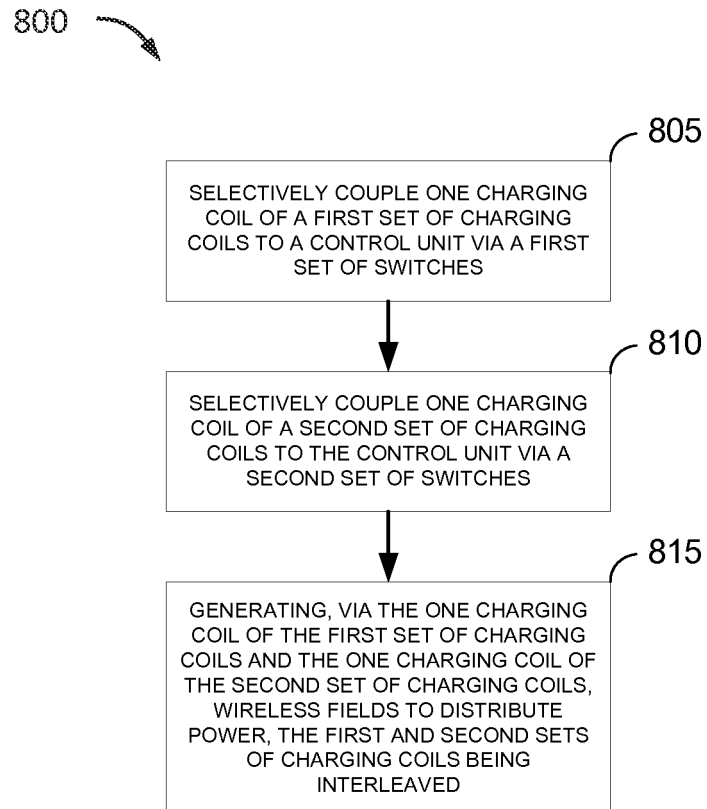 800
805
SELECTIVELY COUPLE ONE CHARGING
COIL OF A FIRST SET OF CHARGING
COILS TO A CONTROL UNIT VIA A FIRST
SET OF SWITCHES
810
SELECTIVELY COUPLE ONE CHARGING
COIL OF A SECOND SET OF CHARGING
COILS TO THE CONTROL UNIT VIA A
SECOND SET OF SWITCHES
815
GENERATING, VIA THE ONE CHARGING
COIL OF THE FIRST SET OF CHARGING
COILS AND THE ONE CHARGING COIL OF
THE SECOND SET OF CHARGING COILS,
WIRELESS FIELDS TO DISTRIBUTE
POWER, THE FIRST AND SECOND SETS
OF CHARGING COILS BEING
INTERLEAVED